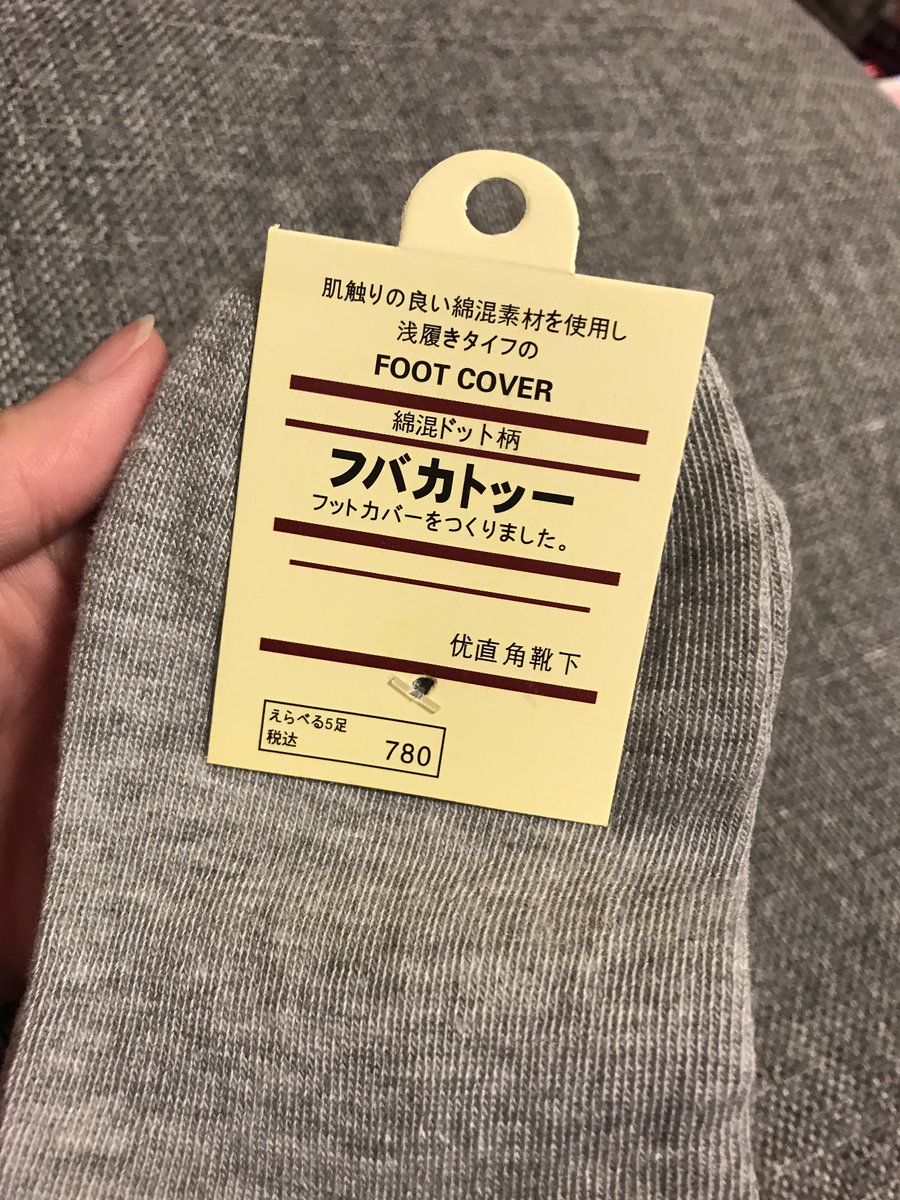 肌触りの良い綿混素材を使用し
浅履きタイフの
FOOT COVER
綿混ドット柄
フバカトッー
フットカバーをつくりました。
优直角靴下
えらべる5足
税达
780